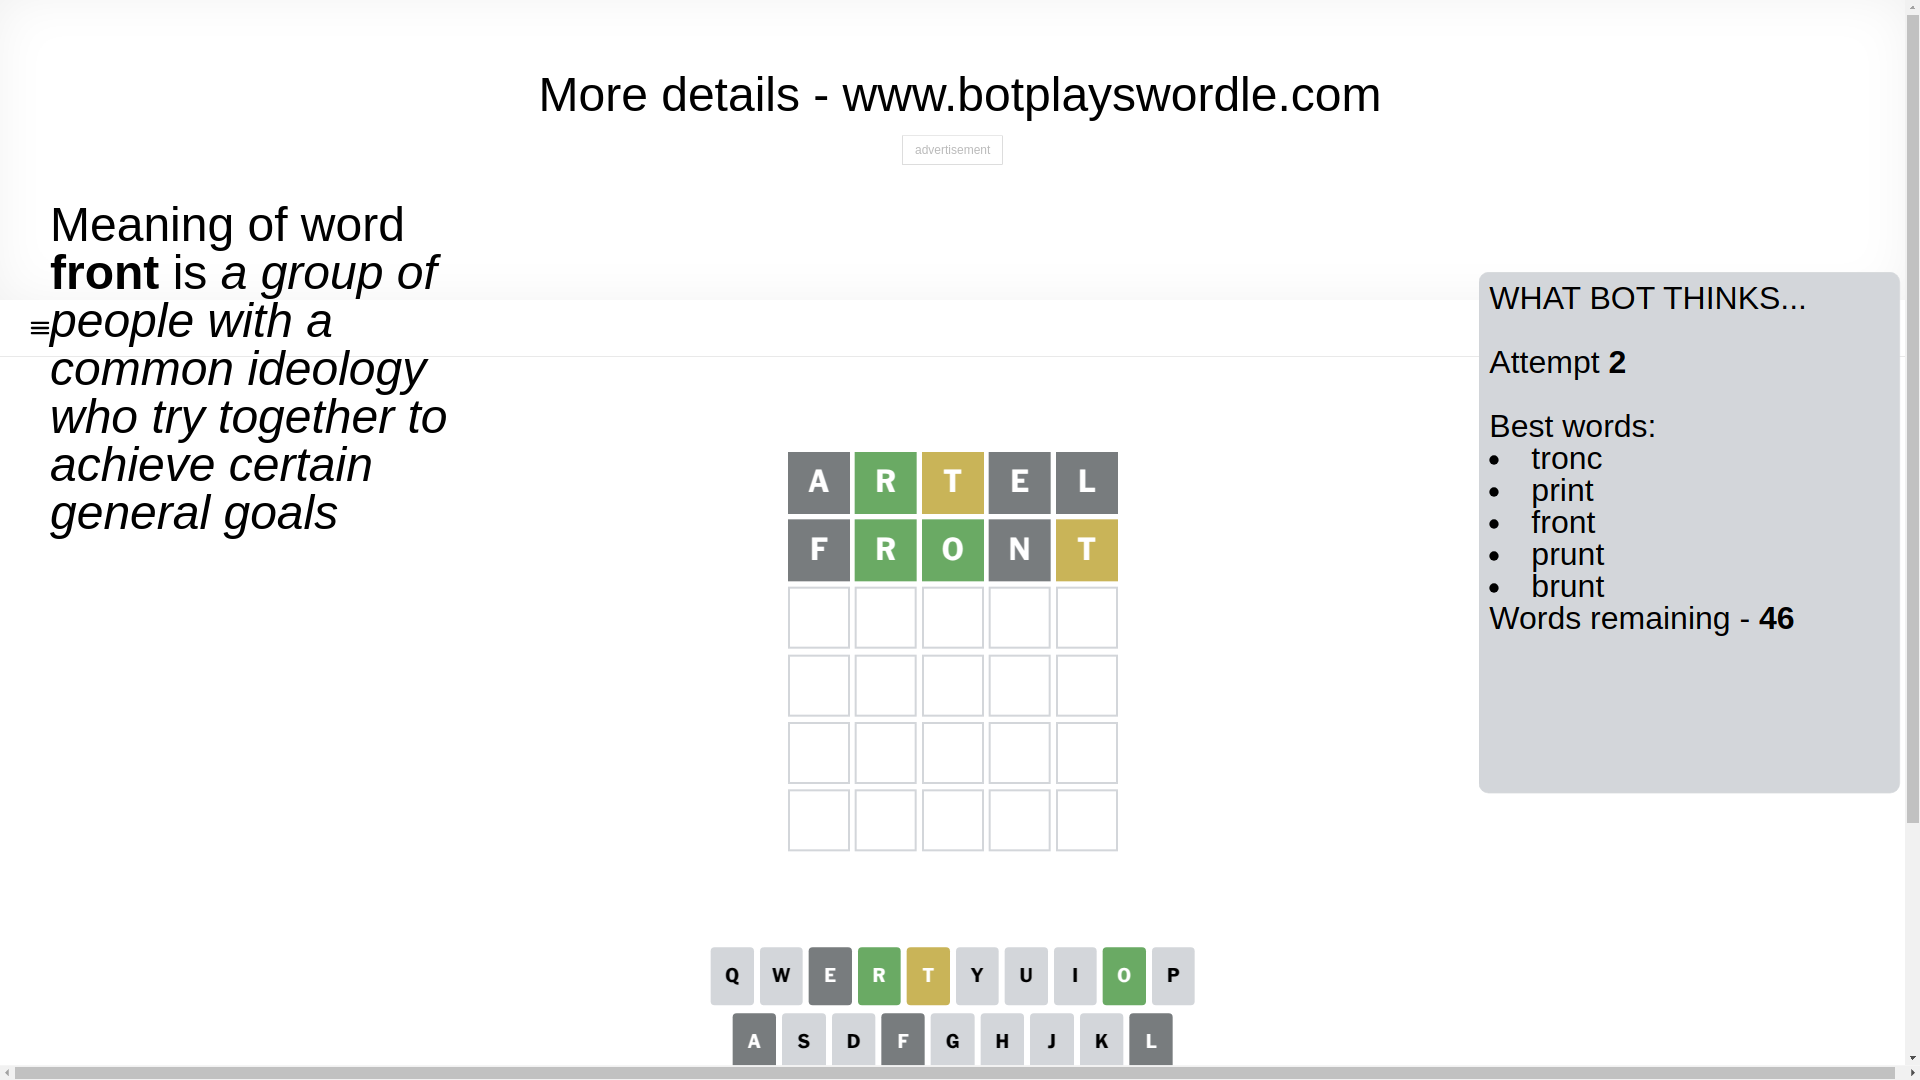 More details - www.botplayswordle.com
advertisement
Meaning of word
front is a group of
people with a
common ideology
who try together to
achieve certain
general goals
WHAT BOT THINKS...
Attempt 2
Best words:
• tronc
• print
• front
• prunt
• brunt
Words remaining - 46
A R T E L
F R O N T
Q W E R T Y U I O P
A S D F G H J K L